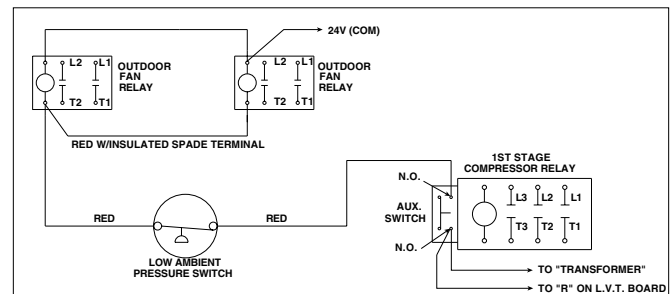 24V (COM)
L2 L1
OUTDOOR
FAN
RELAY
T2 T1
L2 L1
OUTDOOR
FAN
RELAY
T2 T1
RED W/INSULATED SPADE TERMINAL
1ST STAGE
COMPRESSOR RELAY
N.O.
L3 L2 L1
AUX.
SWITCH
T3 T2 T1
RED
RED
N.O.
LOW AMBIENT
PRESSURE SWITCH
TO "TRANSFORMER"
TO "R" ON L.V.T. BOARD